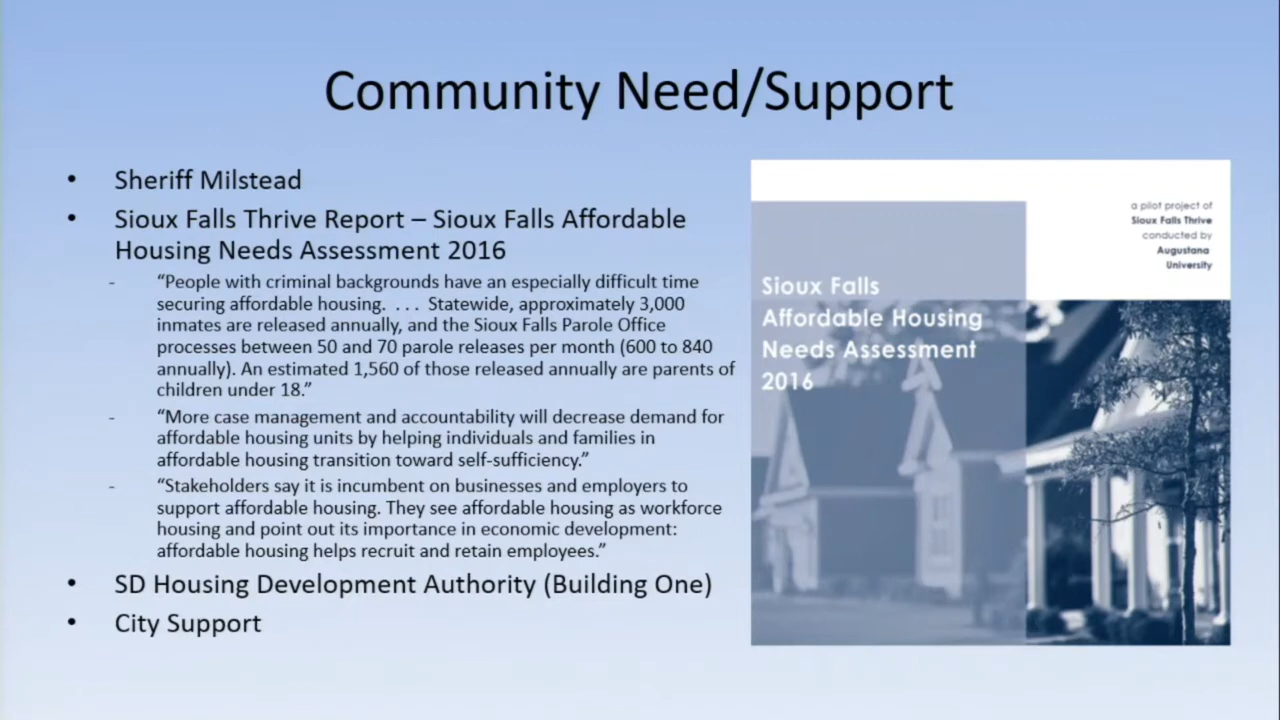 Community Need/Support
• Sheriff Milstead
• Sioux Falls Thrive Report – Sioux Falls Affordable
Housing Needs Assessment 2016
- “People with criminal backgrounds have an especially difficult time
securing affordable housing. . . . Statewide, approximately 3,000
inmates are released annually, and the Sioux Falls Parole Office
processes between 50 and 70 parole releases per month (600 to 840
annually). An estimated 1,560 of those released annually are parents of
children under 18.”
- “More case management and accountability will decrease demand for
affordable housing units by helping individuals and families in
affordable housing transition toward self-sufficiency.”
- “Stakeholders say it is incumbent on businesses and employers to
support affordable housing. They see affordable housing as workforce
housing and point out its importance in economic development:
affordable housing helps recruit and retain employees.”
• SD Housing Development Authority (Building One)
• City Support
a pilot project of
Sioux Falls Thrive
conducted by
Augustana
University
Sioux Falls
Affordable Housing
Needs Assessment
2016